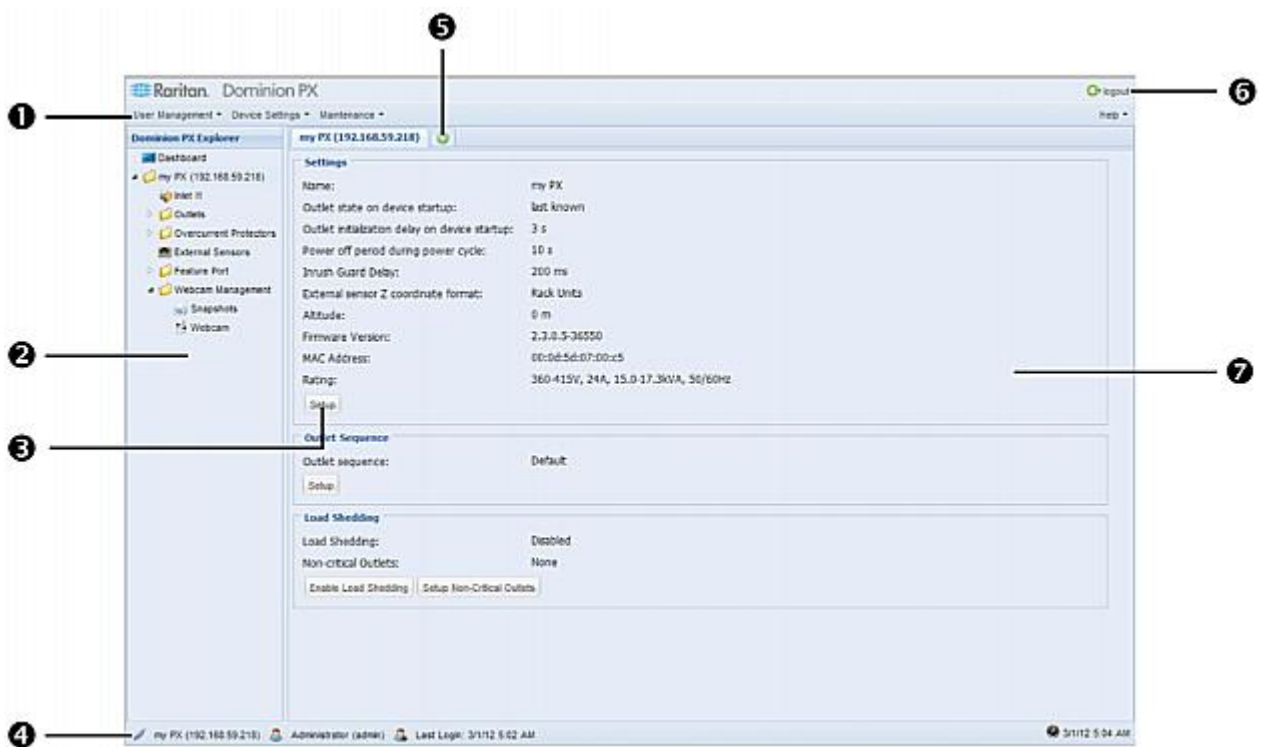 ❺
Raritan. Dominion PX
logout
❻
❶
User Management Device Settings Maintenance
Help
Dominion PX Explorer
my PX (192.168.59.218)
Dashboard
my PX (192.168.59.218)
Inlet I1
Outlets
Overcurrent Protectors
External Sensors
Feature Port
Webcam Management
Snapshots
Webcam
❷
Settings
Name: my PX
Outlet state on device startup: last known
Outlet initialization delay on device startup: 3 s
Power off period during power cycle: 10 s
Inrush Guard Delay: 200 ms
External sensor Z coordinate format: Rack Units
Altitude: 0 m
Firmware Version: 2.3.0.5-36550
MAC Address: 00:0d:5d:07:00:c5
Rating: 360-415V, 24A, 15.0-17.3kVA, 50/60Hz
❼
Setup
❸
Outlet Sequence
Outlet sequence: Default
Setup
Load Shedding
Load Shedding: Disabled
Non-critical Outlets: None
Enable Load Shedding Setup Non-Critical Outlets
❹
my PX (192.168.59.218) Administrator (admin) Last Login: 3/1/12 5:02 AM
3/1/12 5:04 AM